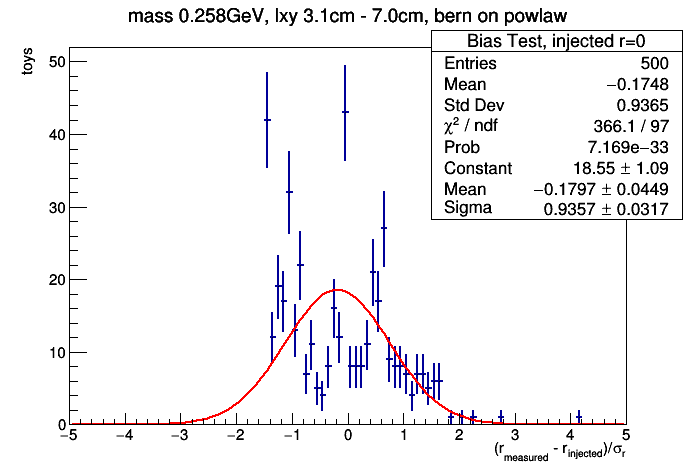 mass 0.258GeV, lxy 3.1cm - 7.0cm, bern on powlaw
toys
Bias Test, injected r=0
Entries 500
Mean −0.1748
Std Dev 0.9365
χ² / ndf 366.1 / 97
Prob 7.169e−33
Constant 18.55 ± 1.09
Mean −0.1797 ± 0.0449
Sigma 0.9357 ± 0.0317
50
40
30
20
10
0
−5 −4 −3 −2 −1 0 1 2 3 4 5
(r_measured - r_injected)/σ_r